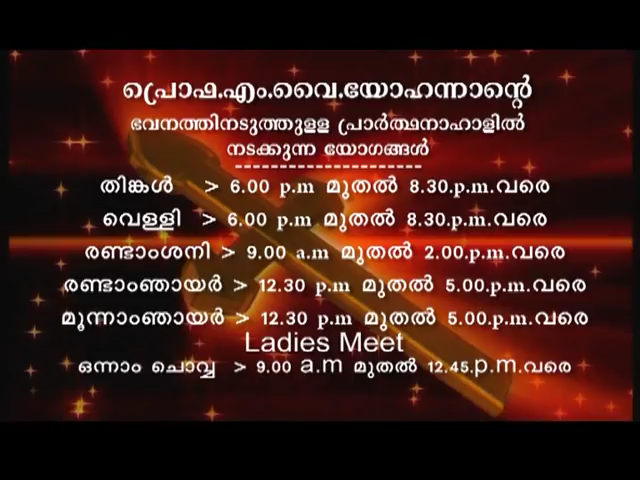 പ്രൊഫ.എം.വൈ.യോഹന്നാന്റെ
ഭവനത്തിനടുത്തുളള പ്രാർത്ഥനാഹാളിൽ
നടക്കുന്ന യോഗങ്ങൾ
--------------------
തിങ്കൾ > 6.00 p.m മുതൽ 8.30.p.m.വരെ
വെള്ളി > 6.00 p.m മുതൽ 8.30.p.m.വരെ
രണ്ടാംശനി > 9.00 a.m മുതൽ 2.00.p.m.വരെ
രണ്ടാംഞായർ > 12.30 p.m മുതൽ 5.00.p.m.വരെ
മൂന്നാംഞായർ > 12.30 p.m മുതൽ 5.00.p.m.വരെ
Ladies Meet
ഒന്നാം ചൊവ്വ > 9.00 a.m മുതൽ 12.45.p.m.വരെ